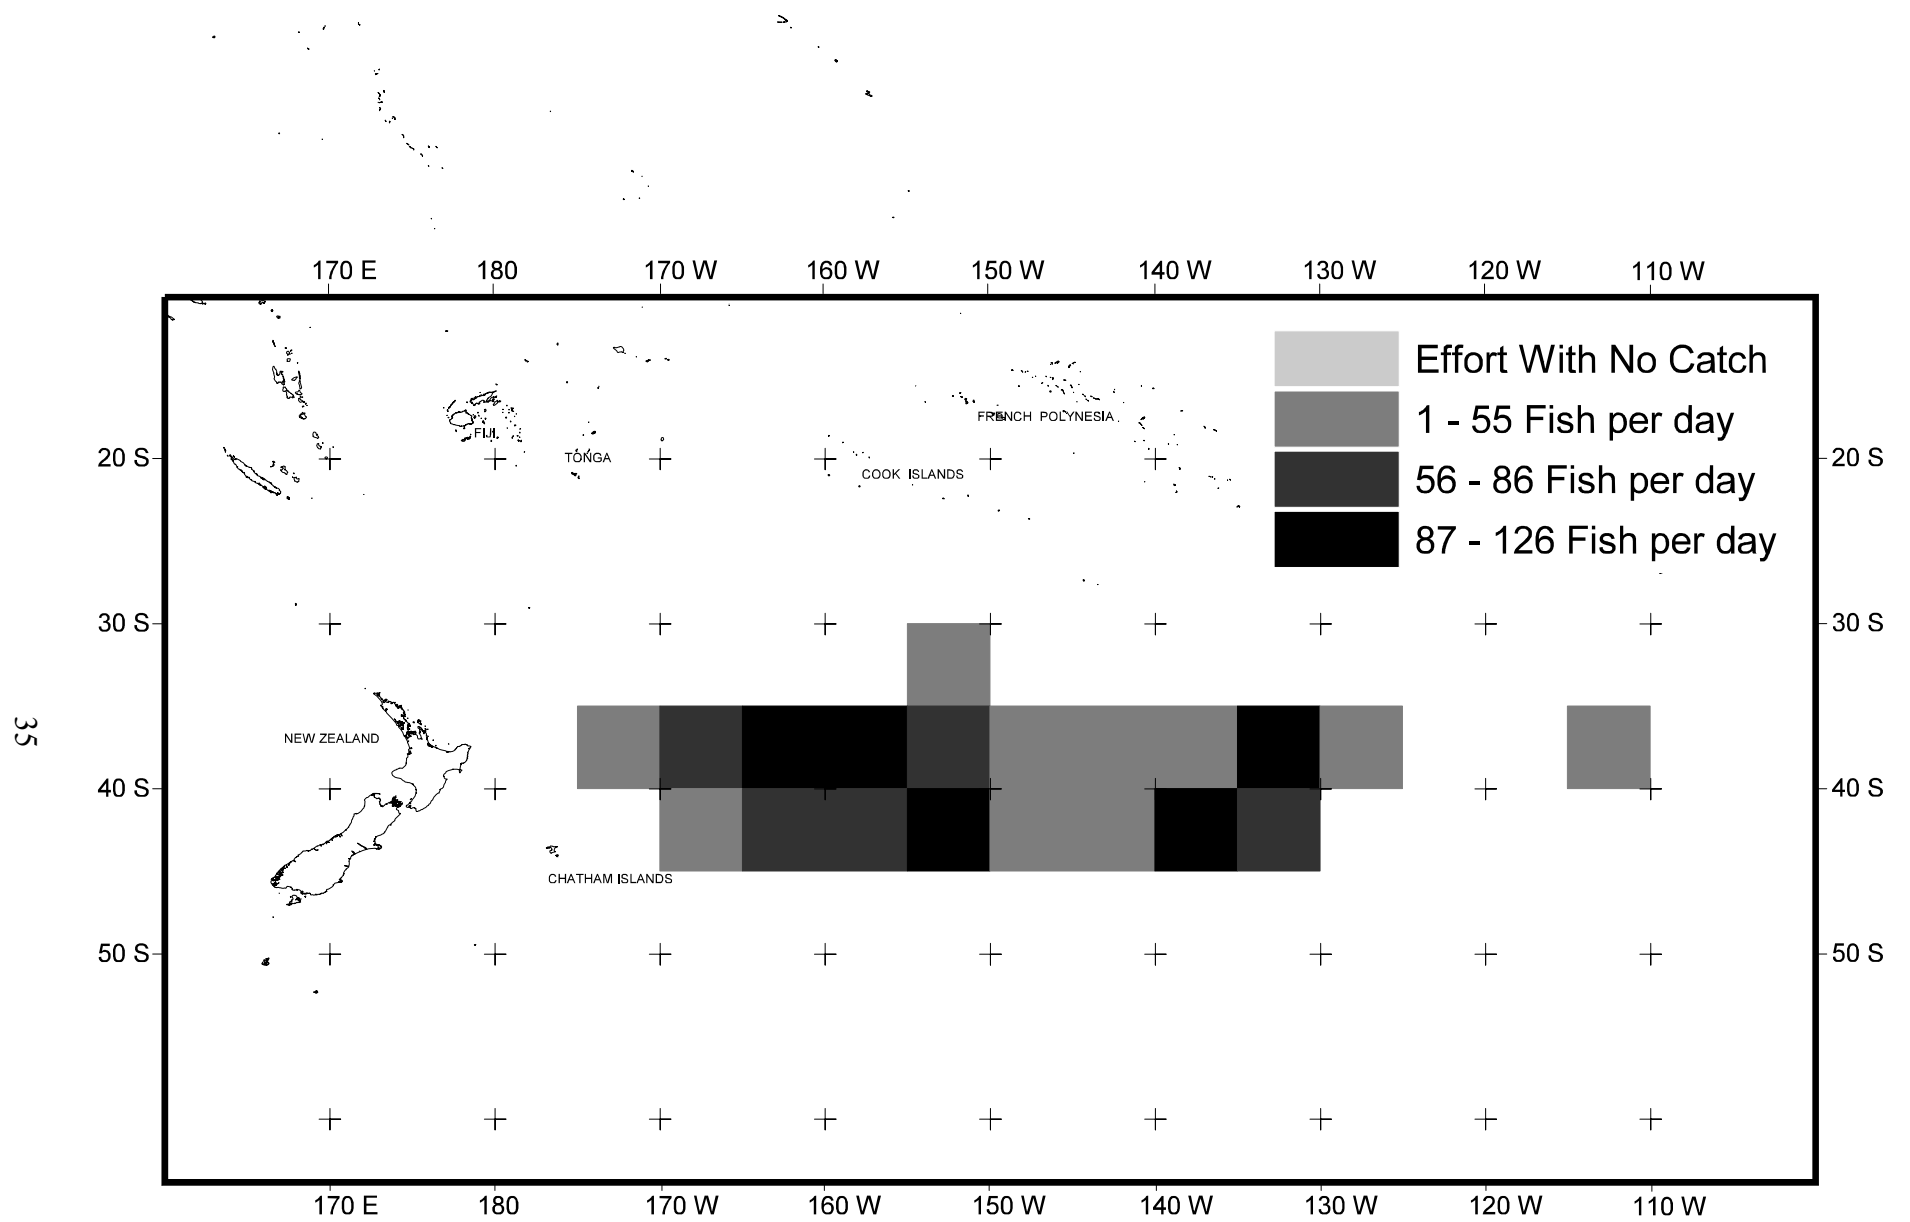 170 E 180 170 W 160 W 150 W 140 W 130 W 120 W 110 W
Effort With No Catch
1 - 55 Fish per day
56 - 86 Fish per day
87 - 126 Fish per day
FRENCH POLYNESIA
FIJI
TONGA
COOK ISLANDS
20 S 20 S
30 S 30 S
NEW ZEALAND
35
40 S 40 S
CHATHAM ISLANDS
50 S 50 S
170 E 180 170 W 160 W 150 W 140 W 130 W 120 W 110 W